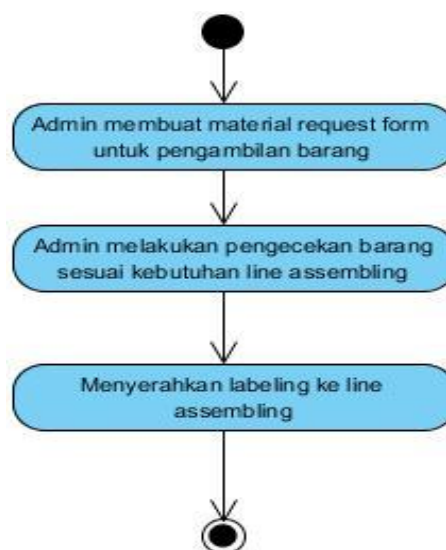 Admin membuat material request form
untuk pengambilan barang
Admin melakukan pengecekan barang
sesuai kebutuhan line assembling
Menyerahkan labeling ke line
assembling